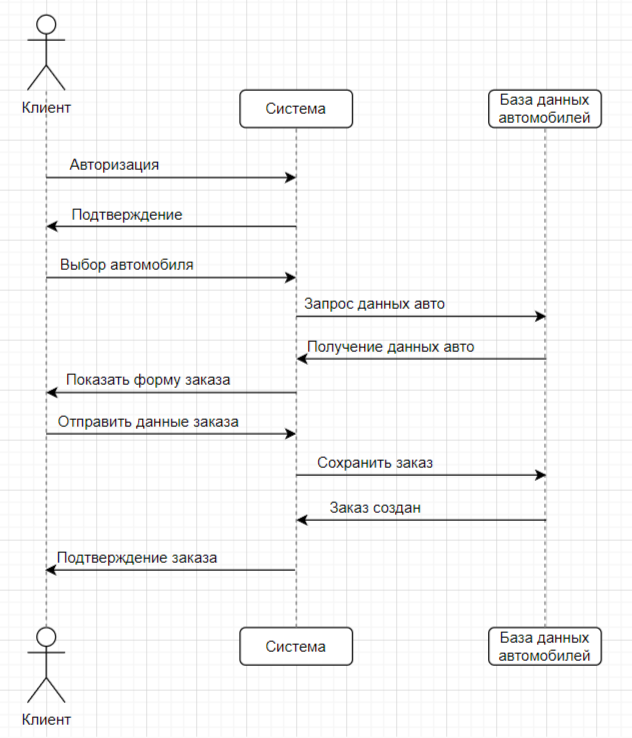 Клиент
Система
База данных
автомобилей
Авторизация
Подтверждение
Выбор автомобиля
Запрос данных авто
Получение данных авто
Показать форму заказа
Отправить данные заказа
Сохранить заказ
Заказ создан
Подтверждение заказа
Клиент
Система
База данных
автомобилей